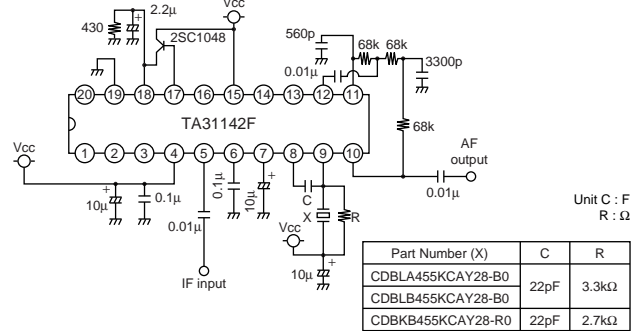 Vcc
2.2μ
+
430
2SC1048
560p
68k 68k
0.01μ
3300p
20 19 18 17 16 15 14 13 12 11
TA31142F
68k
1 2 3 4 5 6 7 8 9 10
Vcc
AF
output
0.01μ
+
10μ
0.1μ
0.01μ
0.1μ
+
10μ
C
X
R
Vcc
+
10μ
IF input
Unit C : F
R : Ω
Part Number (X) C R
CDBLA455KCAY28-B0 22pF 3.3kΩ
CDBLB455KCAY28-B0
CDBKB455KCAY28-R0 22pF 2.7kΩ